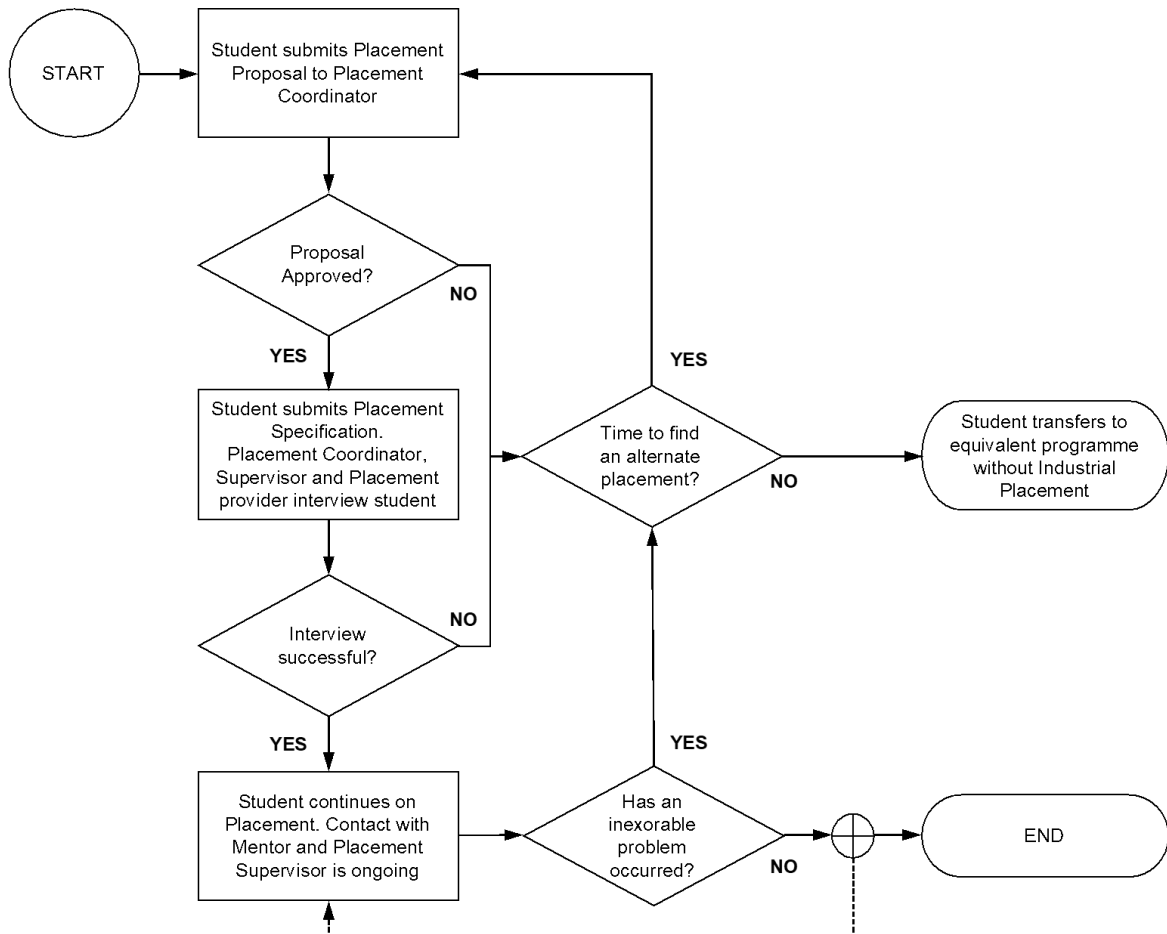 START
Student submits Placement
Proposal to Placement
Coordinator
Proposal
Approved?
NO
YES
Student submits Placement
Specification.
Placement Coordinator,
Supervisor and Placement
provider interview student
Interview
successful?
NO
YES
Student continues on
Placement. Contact with
Mentor and Placement
Supervisor is ongoing
Has an
inexorable
problem
occurred?
YES
NO
Time to find
an alternate
placement?
YES
NO
Student transfers to
equivalent programme
without Industrial
Placement
END